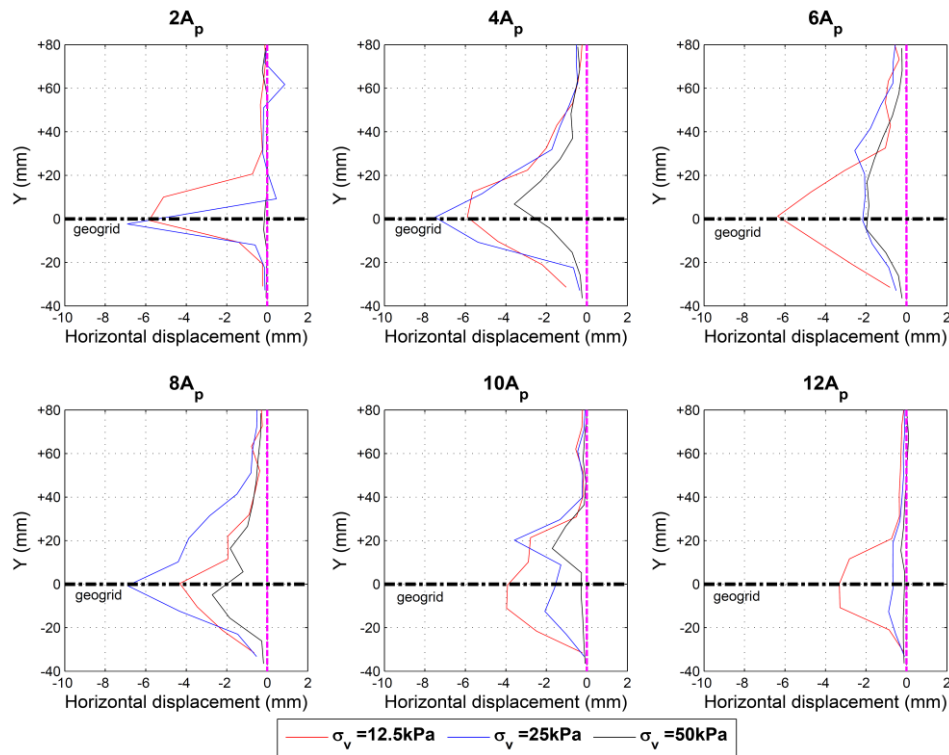 2Aₚ 4Aₚ 6Aₚ
+80 +80 +80
+60 +60 +60
+40 +40 +40
Y (mm) Y (mm) Y (mm)
+20 +20 +20
0 0 0
geogrid geogrid geogrid
-20 -20 -20
-40 -40 -40
-10 -8 -6 -4 -2 0 2 -10 -8 -6 -4 -2 0 2 -10 -8 -6 -4 -2 0 2
Horizontal displacement (mm) Horizontal displacement (mm) Horizontal displacement (mm)
8Aₚ 10Aₚ 12Aₚ
+80 +80 +80
+60 +60 +60
+40 +40 +40
Y (mm) Y (mm) Y (mm)
+20 +20 +20
0 0 0
geogrid geogrid geogrid
-20 -20 -20
-40 -40 -40
-10 -8 -6 -4 -2 0 2 -10 -8 -6 -4 -2 0 2 -10 -8 -6 -4 -2 0 2
Horizontal displacement (mm) Horizontal displacement (mm) Horizontal displacement (mm)
σᵥ =12.5kPa σᵥ =25kPa σᵥ =50kPa